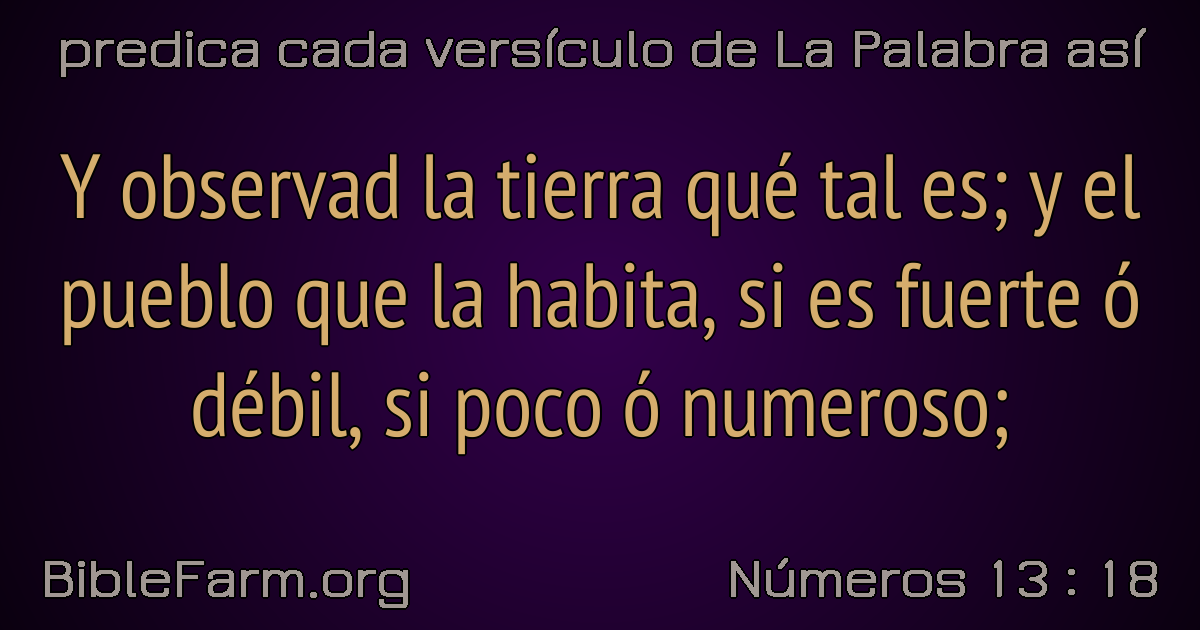 predica cada versículo de La Palabra así
Y observad la tierra qué tal es; y el
pueblo que la habita, si es fuerte ó
débil, si poco ó numeroso;
BibleFarm.org
Números 13 : 18